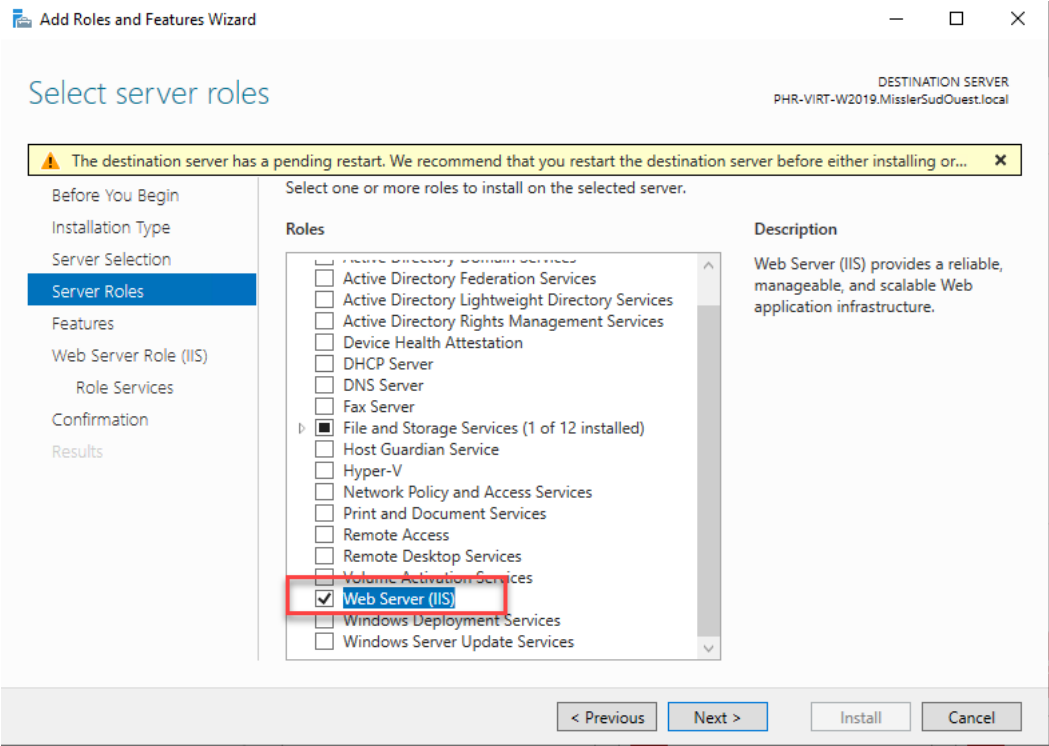 Add Roles and Features Wizard
Select server roles
DESTINATION SERVER
PHR-VIRT-W2019.MisslerSudOuest.local
The destination server has a pending restart. We recommend that you restart the destination server before either installing or...
Before You Begin
Installation Type
Server Selection
Server Roles
Features
Web Server Role (IIS)
Role Services
Confirmation
Results
Select one or more roles to install on the selected server.
Roles
Active Directory Domain Services
Active Directory Federation Services
Active Directory Lightweight Directory Services
Active Directory Rights Management Services
Device Health Attestation
DHCP Server
DNS Server
Fax Server
File and Storage Services (1 of 12 installed)
Host Guardian Service
Hyper-V
Network Policy and Access Services
Print and Document Services
Remote Access
Remote Desktop Services
Volume Activation Services
Web Server (IIS)
Windows Deployment Services
Windows Server Update Services
Description
Web Server (IIS) provides a reliable,
manageable, and scalable Web
application infrastructure.
< Previous
Next >
Install
Cancel